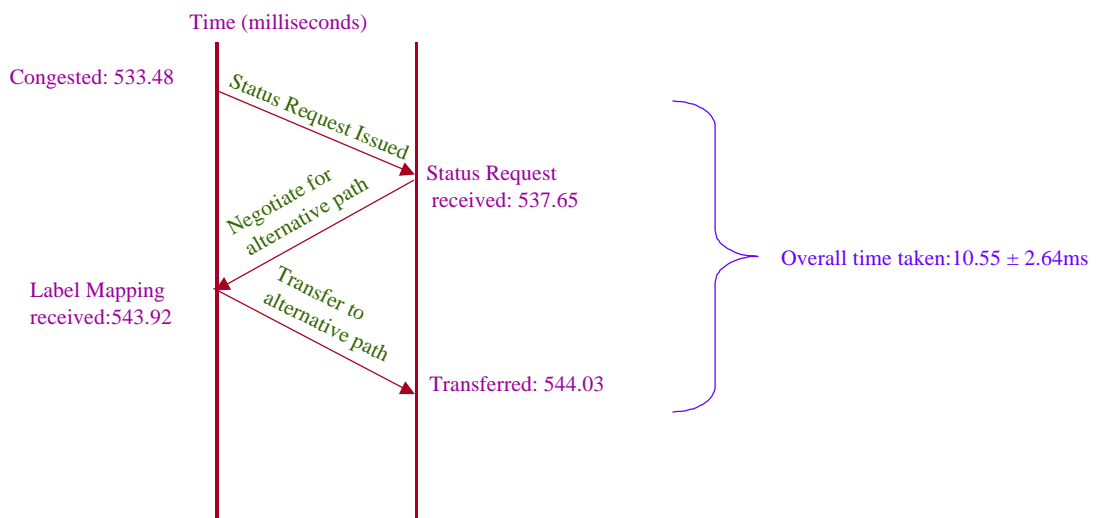 Time (milliseconds)
Congested: 533.48
Status Request Issued
Status Request
received: 537.65
Negotiate for
alternative path
Overall time taken:10.55 ± 2.64ms
Label Mapping
received:543.92
Transfer to
alternative path
Transferred: 544.03